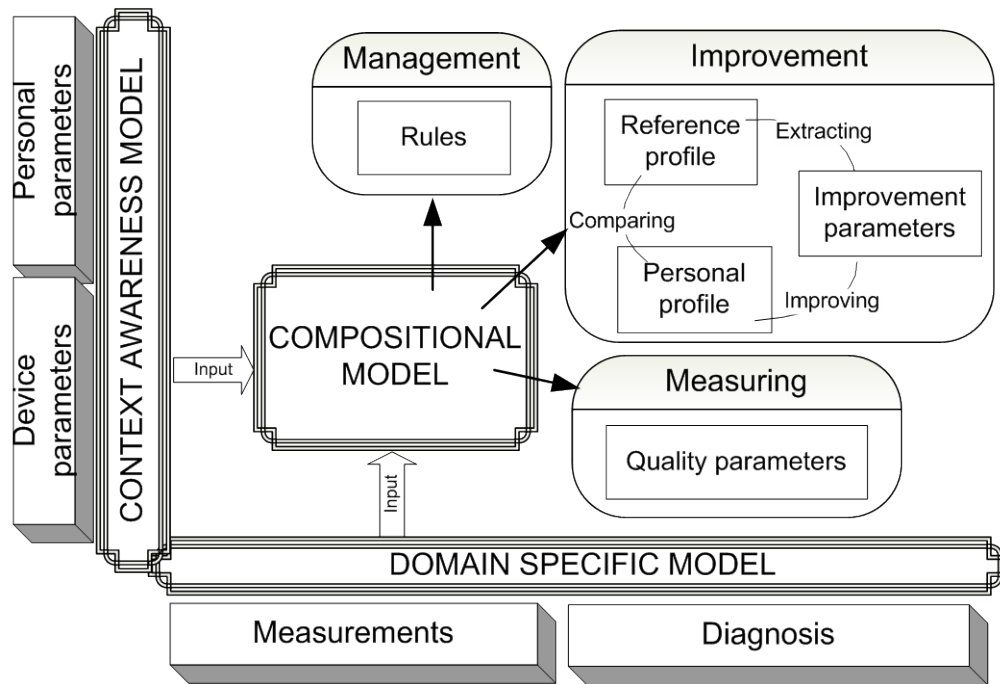 Personal
parameters
Device
parameters
CONTEXT AWARENESS MODEL
Management
Rules
Improvement
Reference
profile
Extracting
Improvement
parameters
Comparing
Personal
profile
Improving
COMPOSITIONAL
MODEL
Input
Measuring
Quality parameters
Input
DOMAIN SPECIFIC MODEL
Measurements
Diagnosis